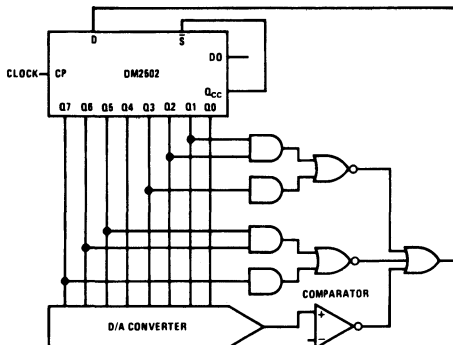 D S
DO
CLOCK CP DM2502
QCC
Q7 Q6 Q5 Q4 Q3 Q2 Q1 Q0
COMPARATOR
+
−
D/A CONVERTER